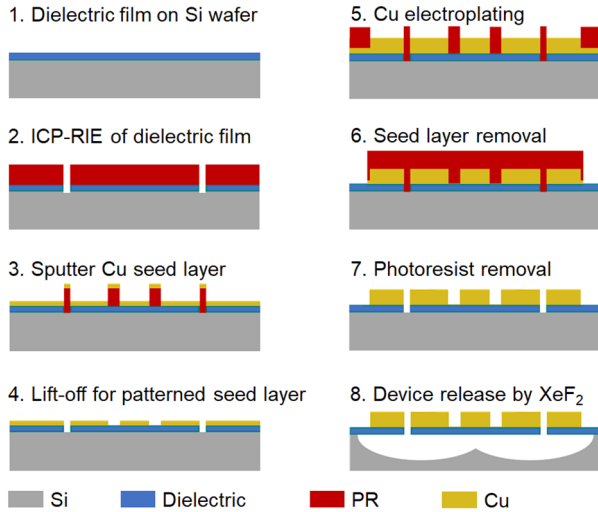 1. Dielectric film on Si wafer
2. ICP-RIE of dielectric film
3. Sputter Cu seed layer
4. Lift-off for patterned seed layer
5. Cu electroplating
6. Seed layer removal
7. Photoresist removal
8. Device release by XeF₂
Si
Dielectric
PR
Cu